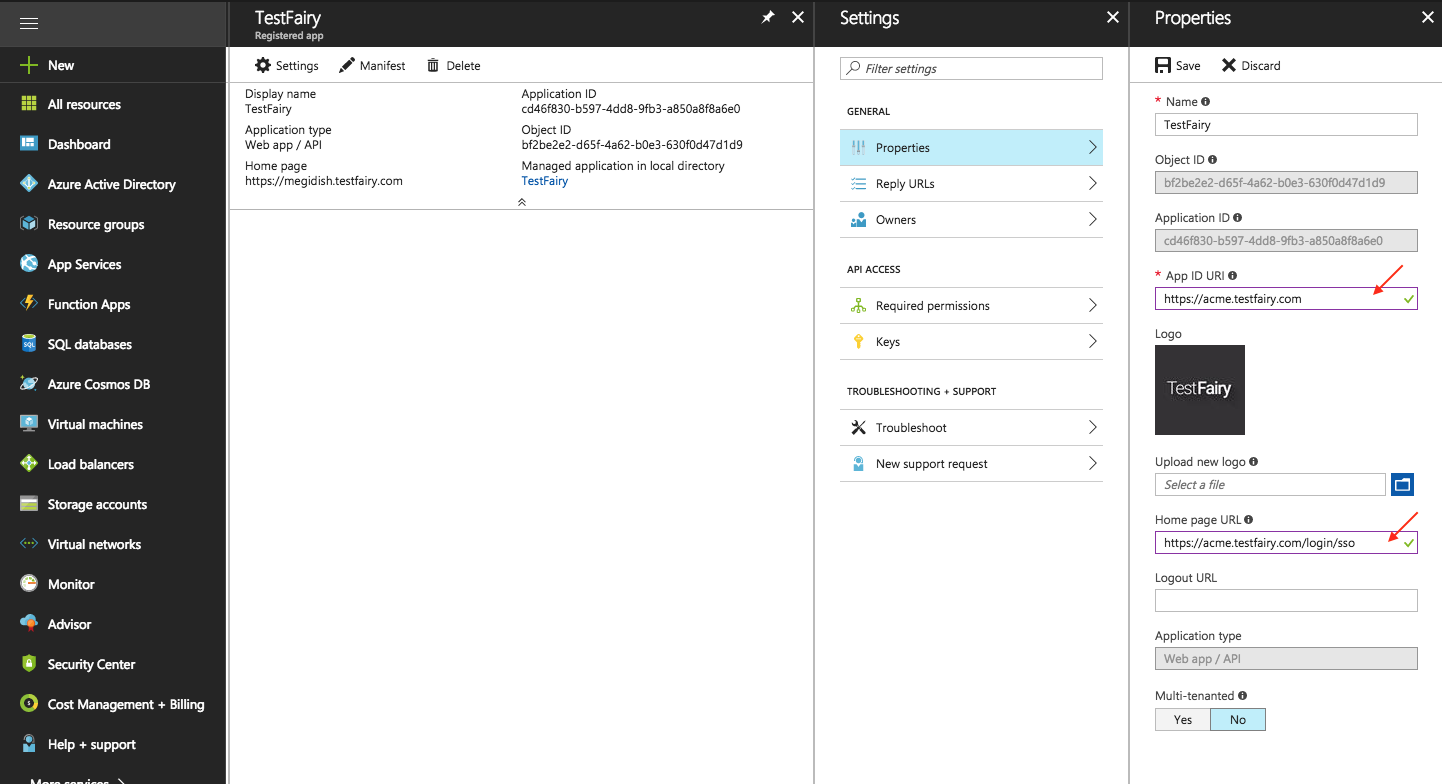 New
All resources
Dashboard
Azure Active Directory
Resource groups
App Services
Function Apps
SQL databases
Azure Cosmos DB
Virtual machines
Load balancers
Storage accounts
Virtual networks
Monitor
Advisor
Security Center
Cost Management + Billing
Help + support
More services
TestFairy
Registered app
Settings Manifest Delete
Display name
TestFairy
Application type
Web app / API
Home page
https://megidish.testfairy.com
Application ID
cd46f830-b597-4dd8-9fb3-a850a8f8a6e0
Object ID
bf2be2e2-d65f-4a62-b0e3-630f0d47d1d9
Managed application in local directory
TestFairy
Settings
Filter settings
GENERAL
Properties
Reply URLs
Owners
API ACCESS
Required permissions
Keys
TROUBLESHOOTING + SUPPORT
Troubleshoot
New support request
Properties
Save Discard
* Name
TestFairy
Object ID
bf2be2e2-d65f-4a62-b0e3-630f0d47d1d9
Application ID
cd46f830-b597-4dd8-9fb3-a850a8f8a6e0
* App ID URI
https://acme.testfairy.com
Logo
TestFairy
Upload new logo
Select a file
Home page URL
https://acme.testfairy.com/login/sso
Logout URL
Application type
Web app / API
Multi-tenanted
Yes No